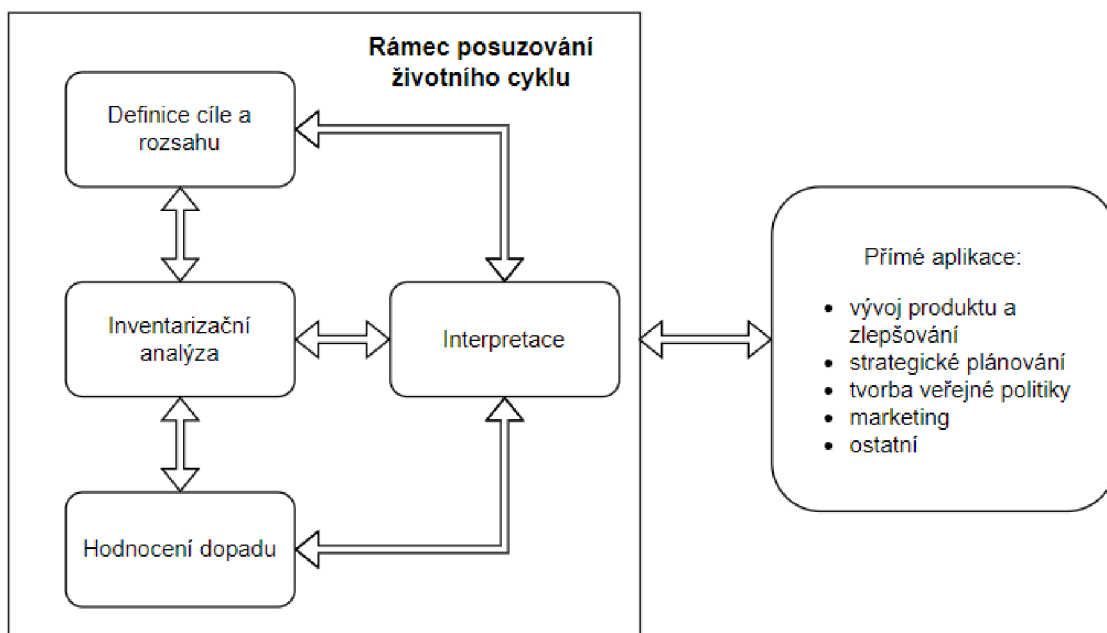 Rámec posuzování
životního cyklu
Definice cíle a
rozsahu
Inventarizační
analýza
Interpretace
Hodnocení dopadu
Přímé aplikace:
• vývoj produktu a
zlepšování
• strategické plánování
• tvorba veřejné politiky
• marketing
• ostatní